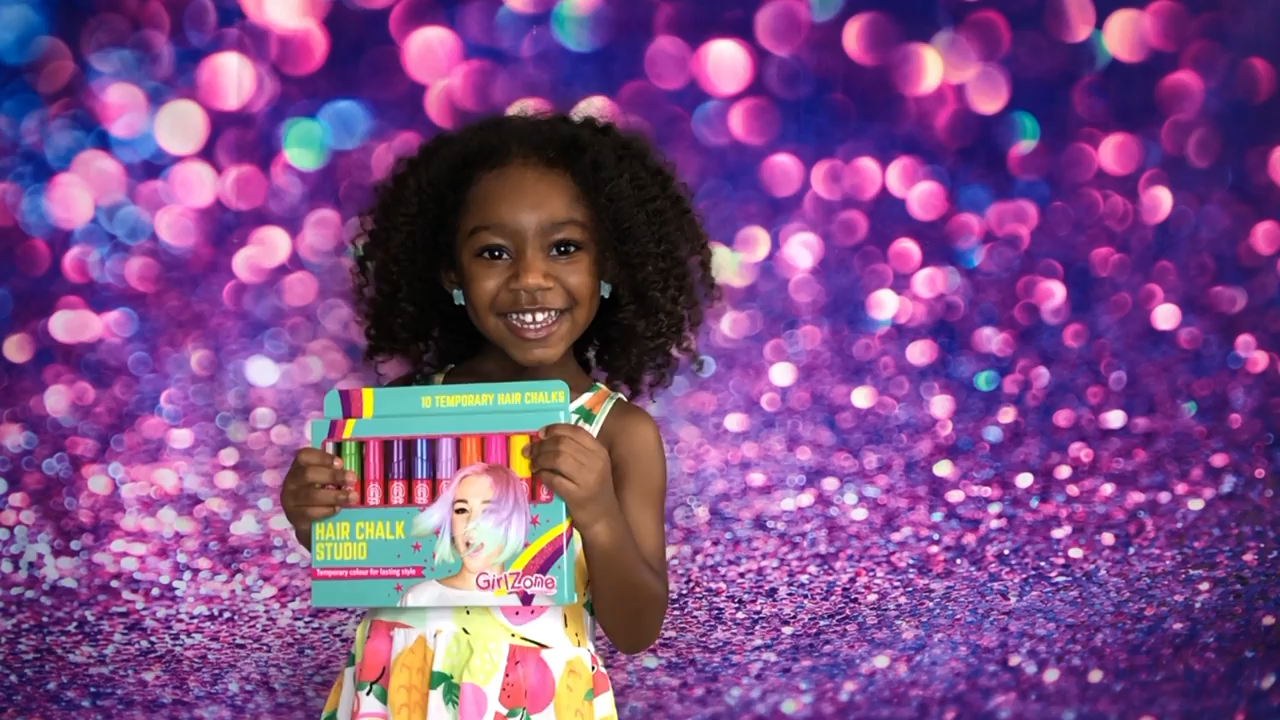 10 TEMPORARY HAIR CHALKS
HAIR CHALK
STUDIO
Temporary colour for lasting style
GirlZone